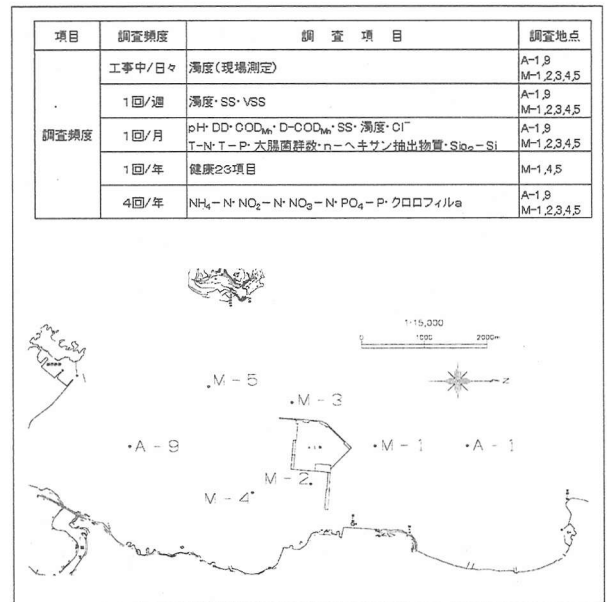 項目 調査頻度 調 査 項 目 調査地点
調査頻度
工事中/日々 濁度(現場測定) A-1,9
M-1,2,3,4,5
1回/週 濁度・SS・VSS A-1,9
M-1,2,3,4,5
1回/月 pH・DD・COD Mn・D-COD Mn・SS・濁度・Cl⁻ A-1,9
T-N・T-P・大腸菌群数・n-ヘキサン抽出物質・Sio₂-Si M-1,2,3,4,5
1回/年 健康23項目 M-1,4,5
4回/年 NH₄-N・NO₂-N・NO₃-N・PO₄-P・クロロフィルa A-1,9
M-1,2,3,4,5
1:15,000
0 1000 2000m
Z
M-5
M-3
A-9
M-1
A-1
M-2
M-4